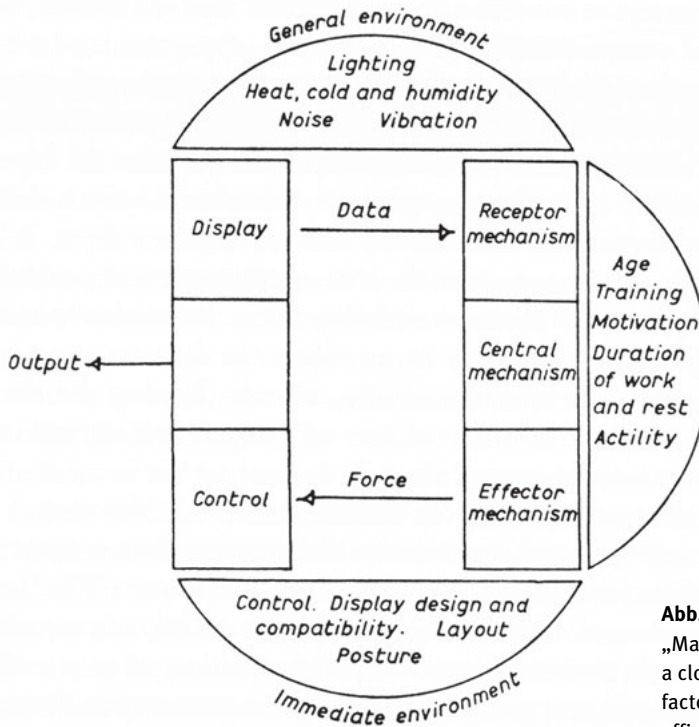 General environment
Lighting
Heat, cold and humidity
Noise Vibration
Display
Data
Receptor
mechanism
Age
Training
Motivation
Duration
of work
and rest
Actility
Output
Central
mechanism
Control
Force
Effector
mechanism
Control. Display design and
compatibility. Layout
Posture
Immediate environment
Abb.
„Ma
a clo
facto